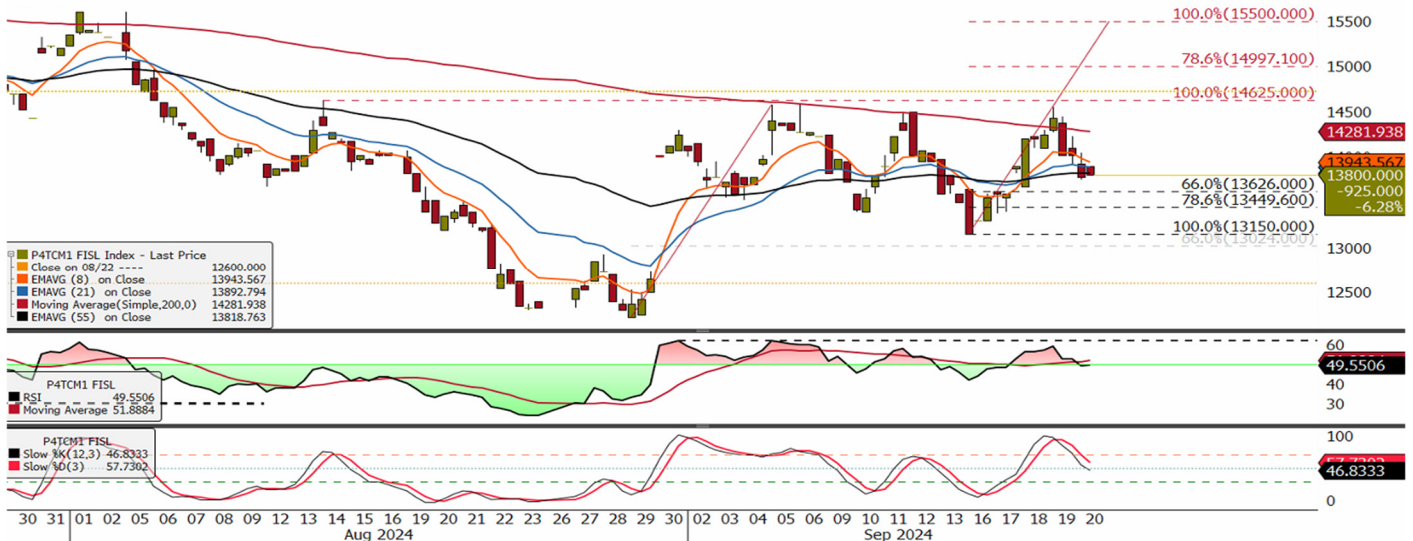 100.0%(15500.000)
15500
78.6%(14997.100)
15000
100.0%(14625.000)
14500
14281.938
13943.567
13800.000
-925.000
-6.28%
66.0%(13626.000)
78.6%(13449.600)
100.0%(13150.000)
66.0%(13024.000)
13000
12500
P4TCM1 FISL Index - Last Price
Close on 08/22 ---- 12600.000
EMAVG (8) on Close 13943.567
EMAVG (21) on Close 13892.794
Moving Average(Simple,200,0) 14281.938
EMAVG (55) on Close 13818.763
60
49.5506
40
30
P4TCM1 FISL
RSI 49.5506
Moving Average 51.8884
100
46.8333
0
P4TCM1 FISL
Slow %K(12,3) 46.8333
Slow %D(3) 57.7302
30 31 01 02 05 06 07 08 09 12 13 14 15 16 19 20 21 22 23 26 27 28 29 30 02 03 04 05 06 09 10 11 12 13 16 17 18 19 20
Aug 2024 Sep 2024